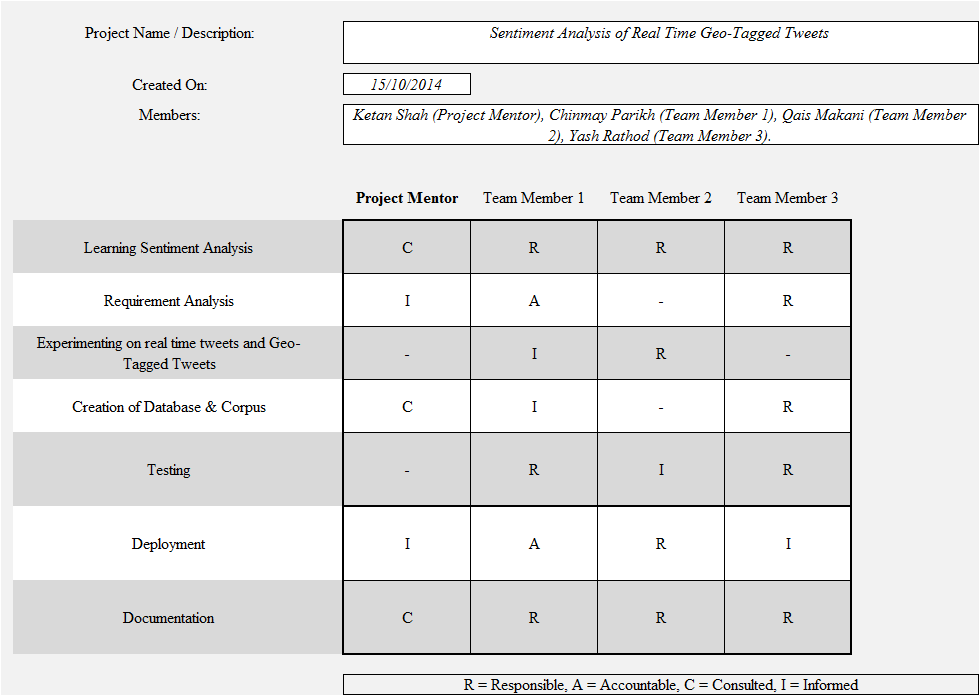 Project Name / Description:
Sentiment Analysis of Real Time Geo-Tagged Tweets
Created On:
15/10/2014
Members:
Ketan Shah (Project Mentor), Chinmay Parikh (Team Member 1), Qais Makani (Team Member
2), Yash Rathod (Team Member 3).
Project Mentor Team Member 1 Team Member 2 Team Member 3
Learning Sentiment Analysis C R R R
Requirement Analysis I A - R
Experimenting on real time tweets and Geo-
Tagged Tweets - I R -
Creation of Database & Corpus C I - R
Testing - R I R
Deployment I A R I
Documentation C R R R
R = Responsible, A = Accountable, C = Consulted, I = Informed